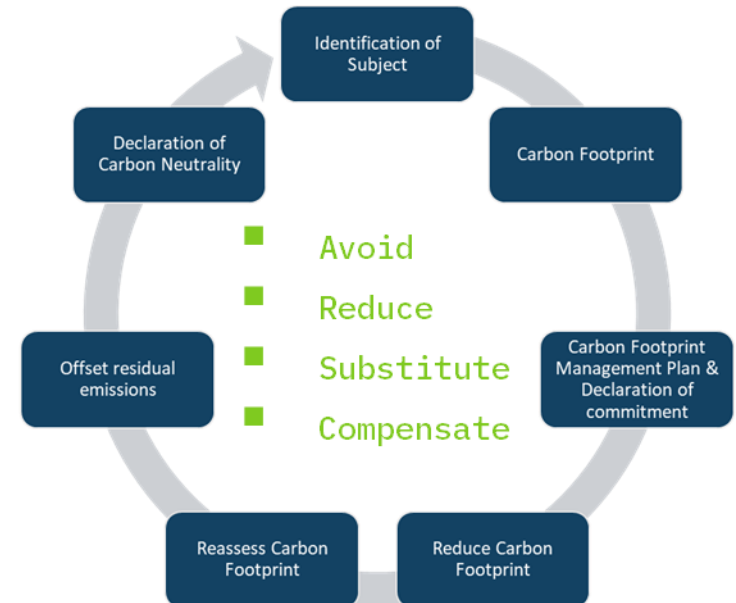 Identification of
Subject
Carbon Footprint
Carbon Footprint
Management Plan &
Declaration of
commitment
Reduce Carbon
Footprint
Reassess Carbon
Footprint
Offset residual
emissions
Declaration of
Carbon Neutrality
Avoid
Reduce
Substitute
Compensate